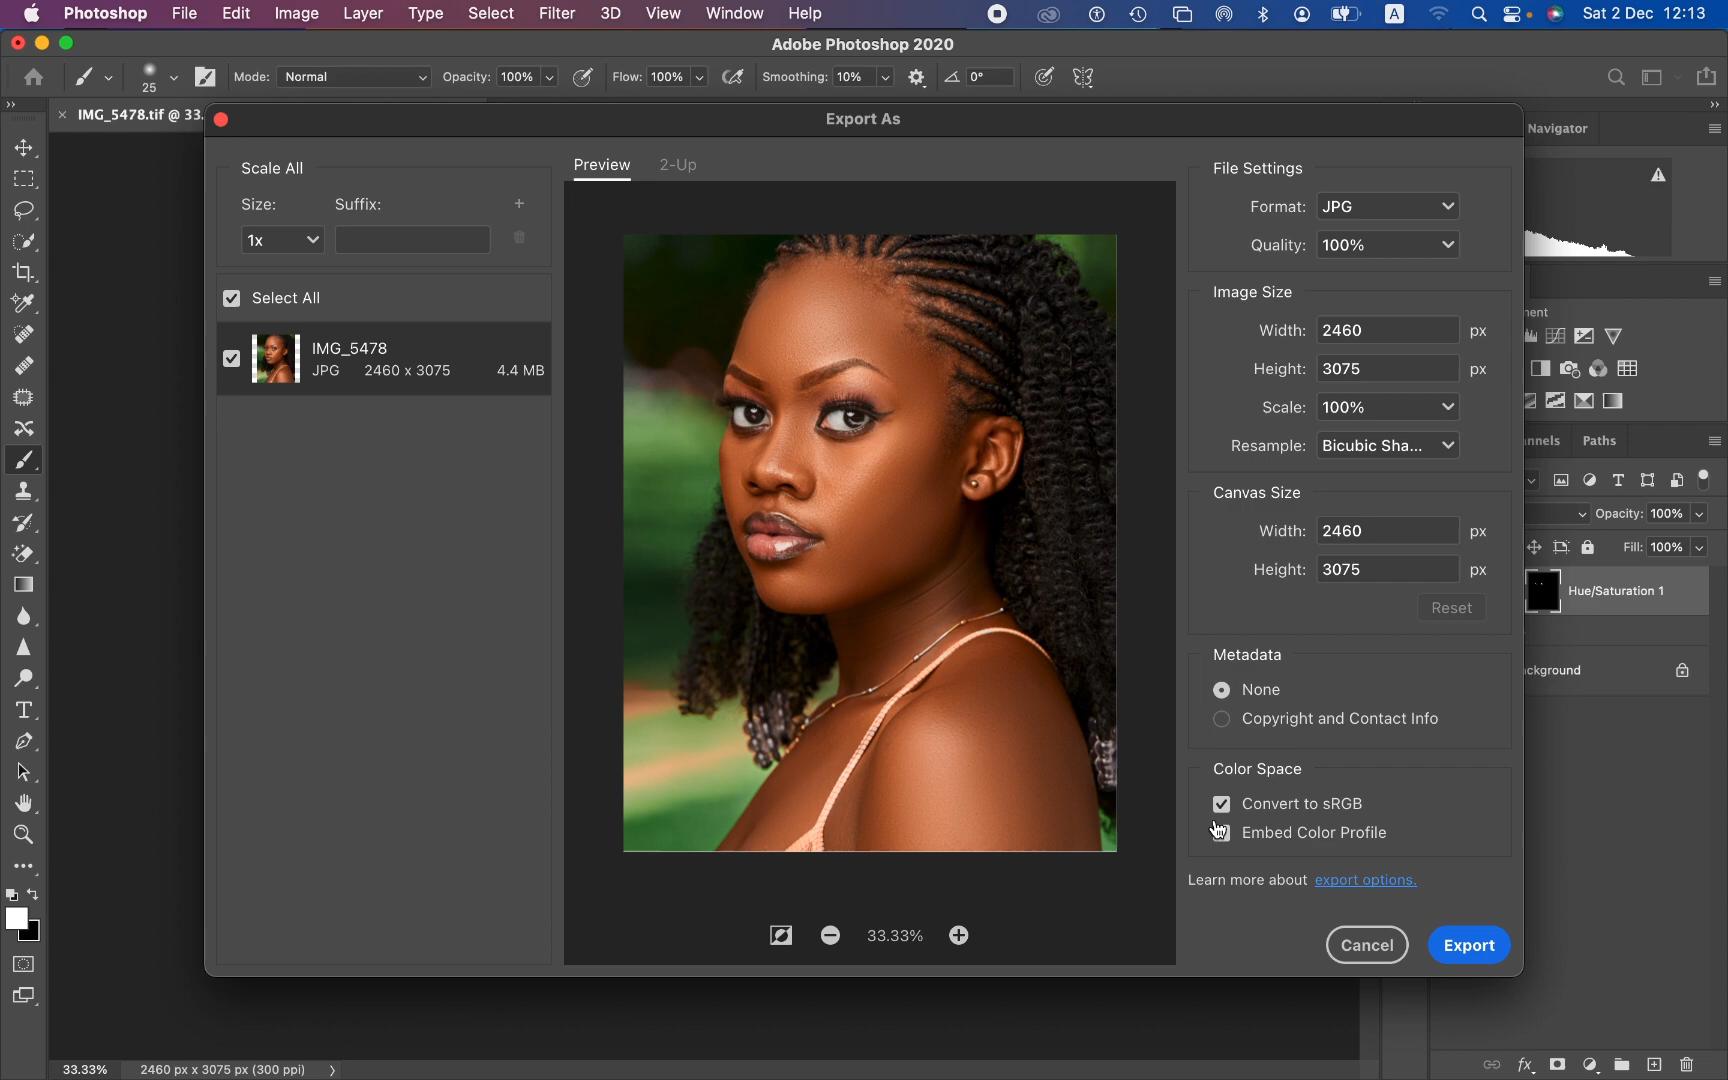 Photoshop File Edit Image Layer Type Select Filter 3D View Window Help A Sat 2 Dec 12:13
Adobe Photoshop 2020
25 Mode: Normal Opacity: 100% Flow: 100% Smoothing: 10% 0°
IMG_5478.tif @ 33.
Export As
Navigator
Scale All
Size: Suffix:
1x
Select All
IMG_5478
JPG 2460 x 3075 4.4 MB
Preview 2-Up
33.33%
File Settings
Format: JPG
Quality: 100%
Image Size
Width: 2460 px
Height: 3075 px
Scale: 100%
Resample: Bicubic Sha...
Canvas Size
Width: 2460 px
Height: 3075 px
Reset
Metadata
None
Copyright and Contact Info
Color Space
Convert to sRGB
Embed Color Profile
Learn more about export options.
Cancel Export
nent
nnels Paths
Opacity: 100%
Fill: 100%
Hue/Saturation 1
ckground
33.33% 2460 px x 3075 px (300 ppi)
fx